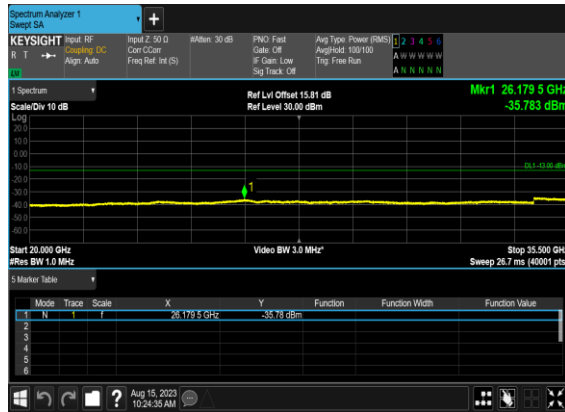 Spectrum Analyzer 1
Swept SA
+
KEYSIGHT Input: RF Input Z: 50 Ω #Atten: 30 dB PNO: Fast Avg Type: Power (RMS) 1 2 3 4 5 6
R T Coupling: DC Corr CCorr Gate: Off Avg|Hold: 100/100 A W W W W W
Align: Auto Freq Ref: Int (S) IF Gain: Low Trig: Free Run
Sig Track: Off A N N N N N
1 Spectrum Ref Lvl Offset 15.81 dB Mkr1 26.179 5 GHz
Scale/Div 10 dB Ref Level 30.00 dBm -35.783 dBm
Log
20.0
10.0
0.00
-10.0
DL1 -13.00 dBm
-20.0
1
-30.0
-40.0
-50.0
-60.0
Start 20.000 GHz Video BW 3.0 MHz* Stop 35.500 GHz
#Res BW 1.0 MHz Sweep 26.7 ms (40001 pts)
5 Marker Table
Mode Trace Scale X Y Function Function Width Function Value
1 N 1 f 26.179 5 GHz -35.78 dBm
2
3
4
5
6
? Aug 15, 2023
10:24:35 AM